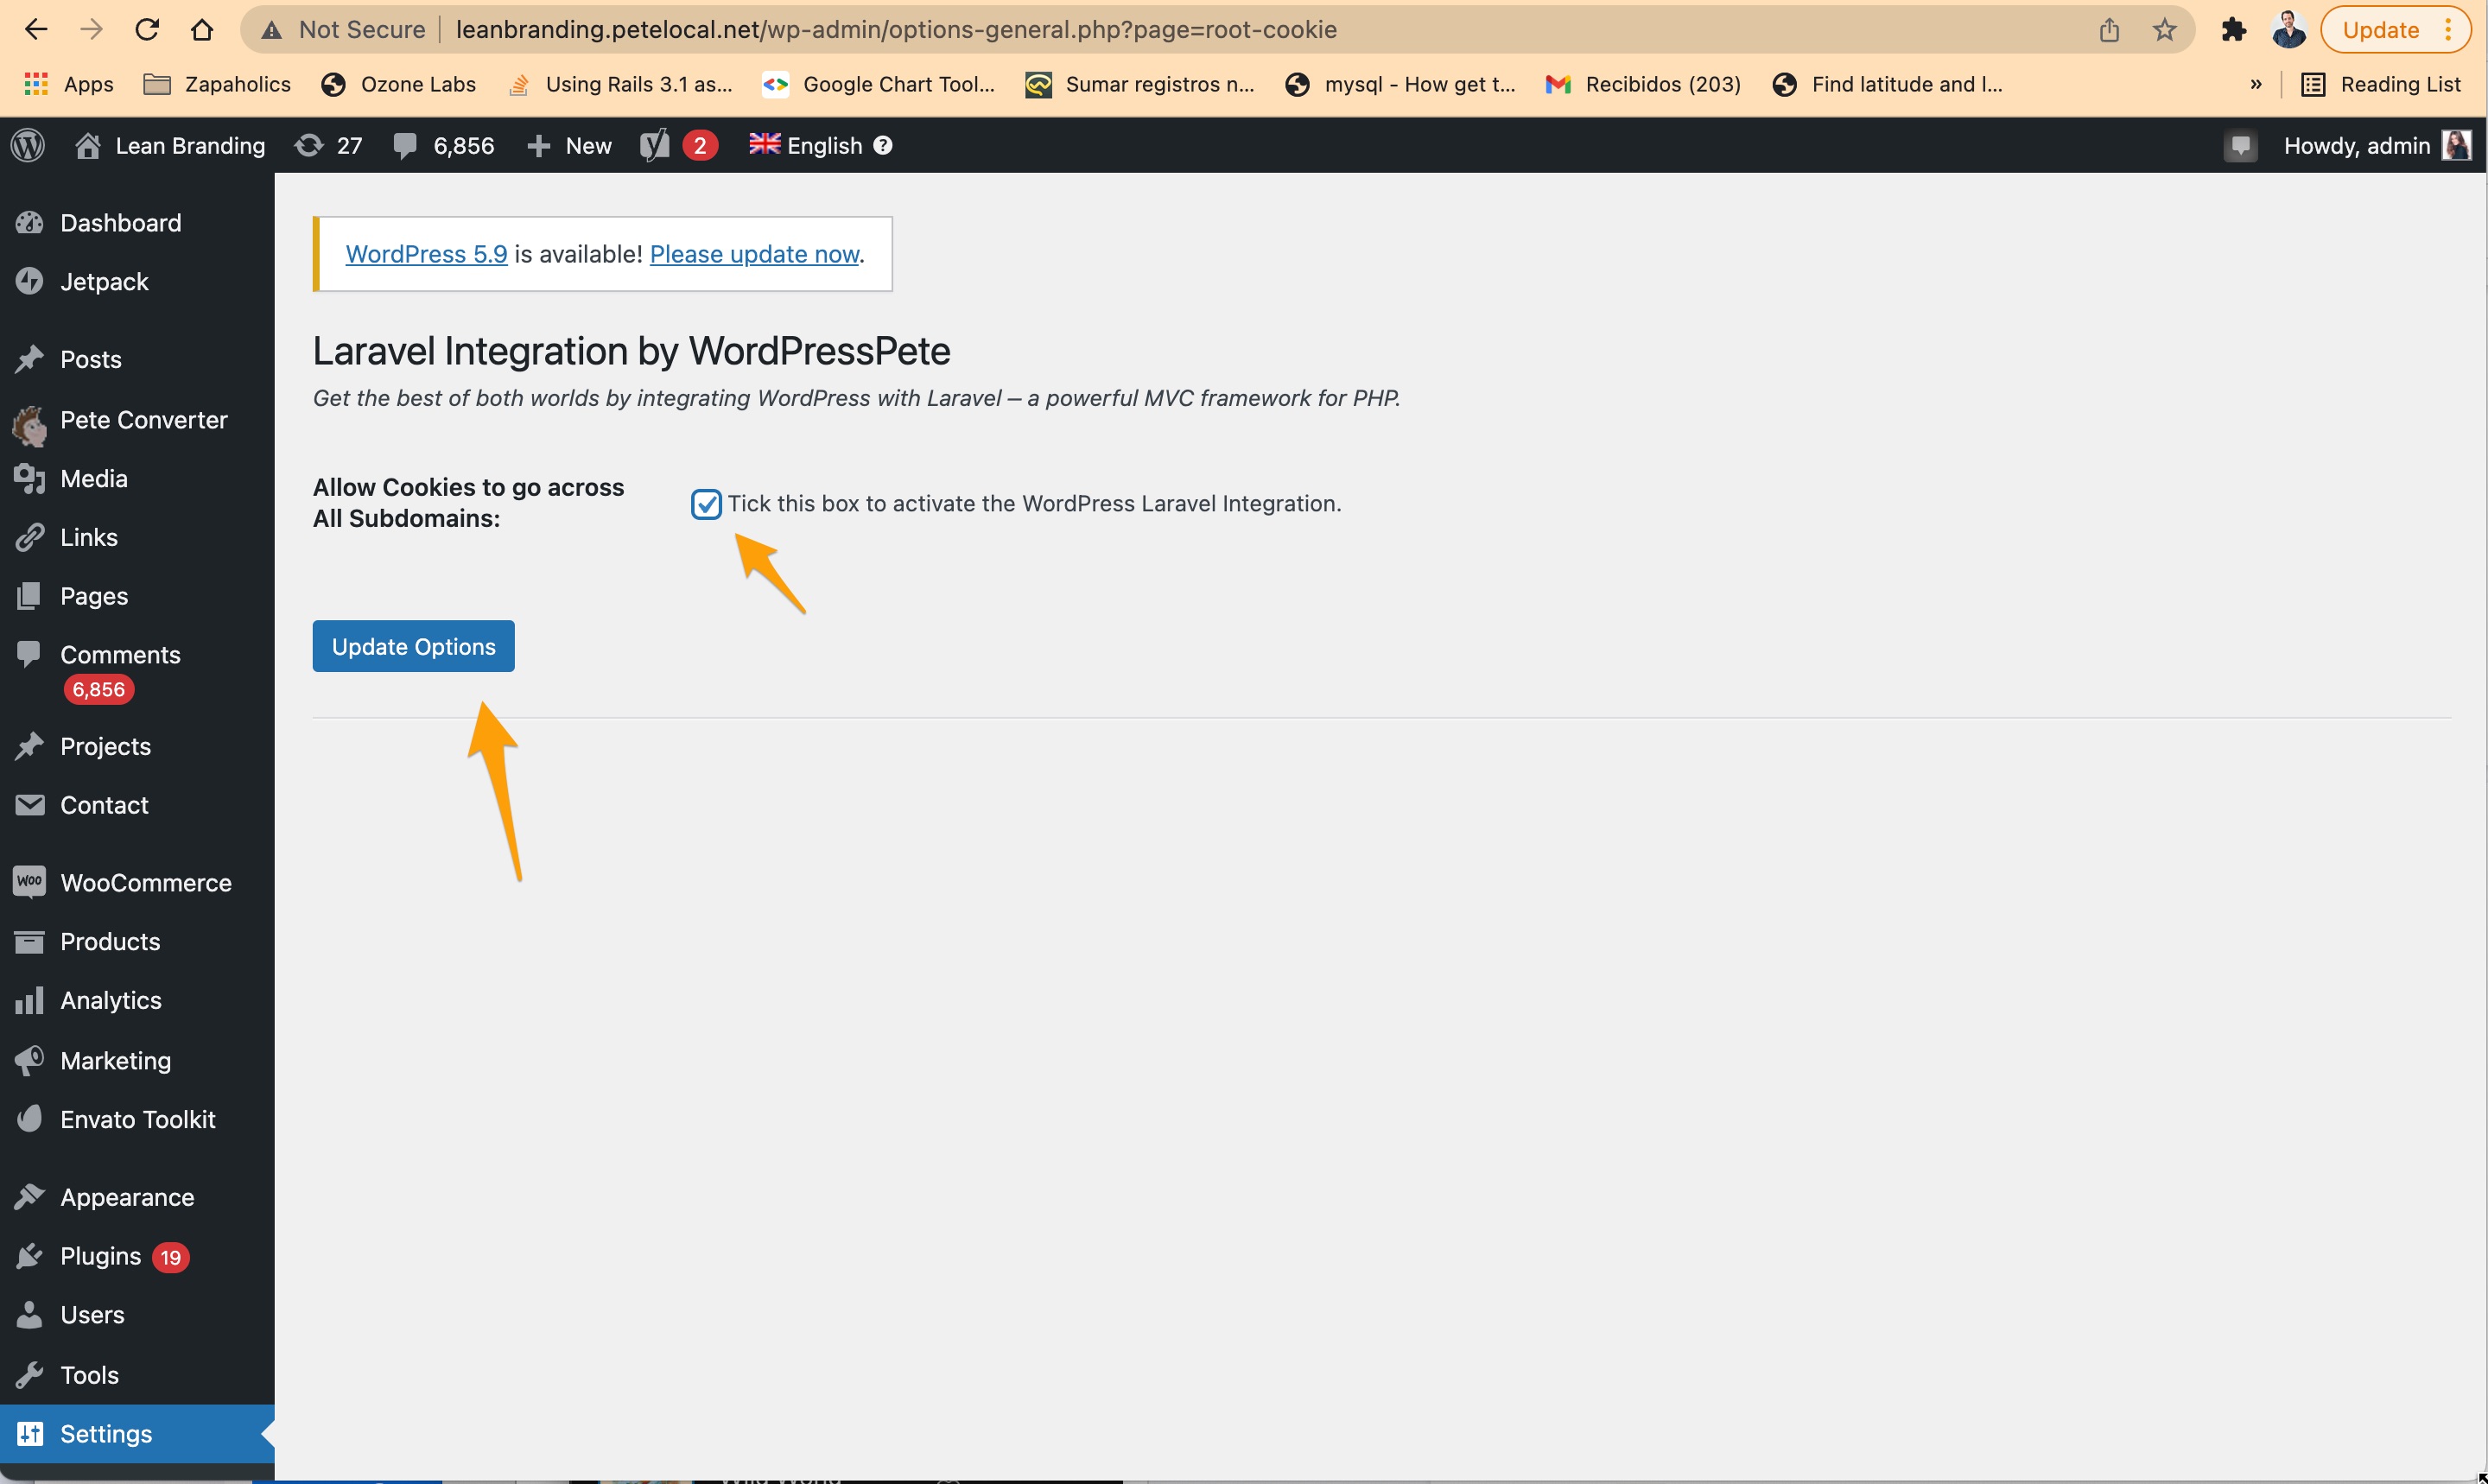 Not Secure leanbranding.petelocal.net/wp-admin/options-general.php?page=root-cookie Update
Apps Zapaholics Ozone Labs Using Rails 3.1 as... Google Chart Tool... Sumar registros n... mysql - How get t... Recibidos (203) Find latitude and l... » Reading List
Lean Branding 27 6,856 + New 2 English ? Howdy, admin
Dashboard
Jetpack
Posts
Pete Converter
Media
Links
Pages
Comments
6,856
Projects
Contact
Woo WooCommerce
Products
Analytics
Marketing
Envato Toolkit
Appearance
Plugins 19
Users
Tools
Settings
WordPress 5.9 is available! Please update now.
Laravel Integration by WordPressPete
Get the best of both worlds by integrating WordPress with Laravel – a powerful MVC framework for PHP.
Allow Cookies to go across
All Subdomains:
Tick this box to activate the WordPress Laravel Integration.
Update Options